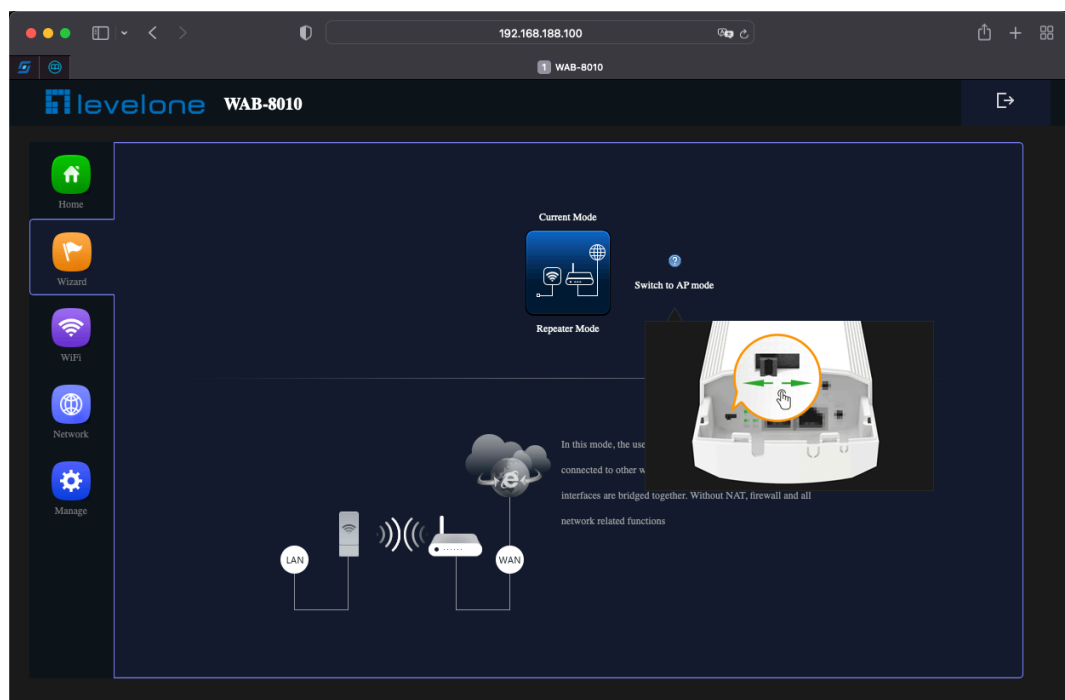 192.168.188.100
1 WAB-8010
levelone WAB-8010
Home
Wizard
WiFi
Network
Manage
Current Mode
Repeater Mode
Switch to AP mode
In this mode, the use
connected to other w
interfaces are bridged together. Without NAT, firewall and all
network related functions
LAN
WAN